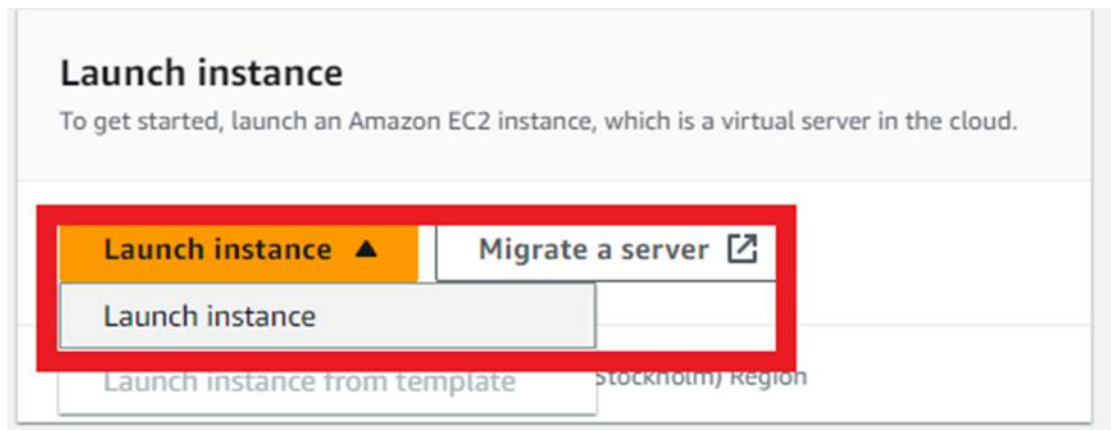 Launch instance
To get started, launch an Amazon EC2 instance, which is a virtual server in the cloud.
Launch instance ▲ Migrate a server
Launch instance
Launch instance from template Stockholm) Region